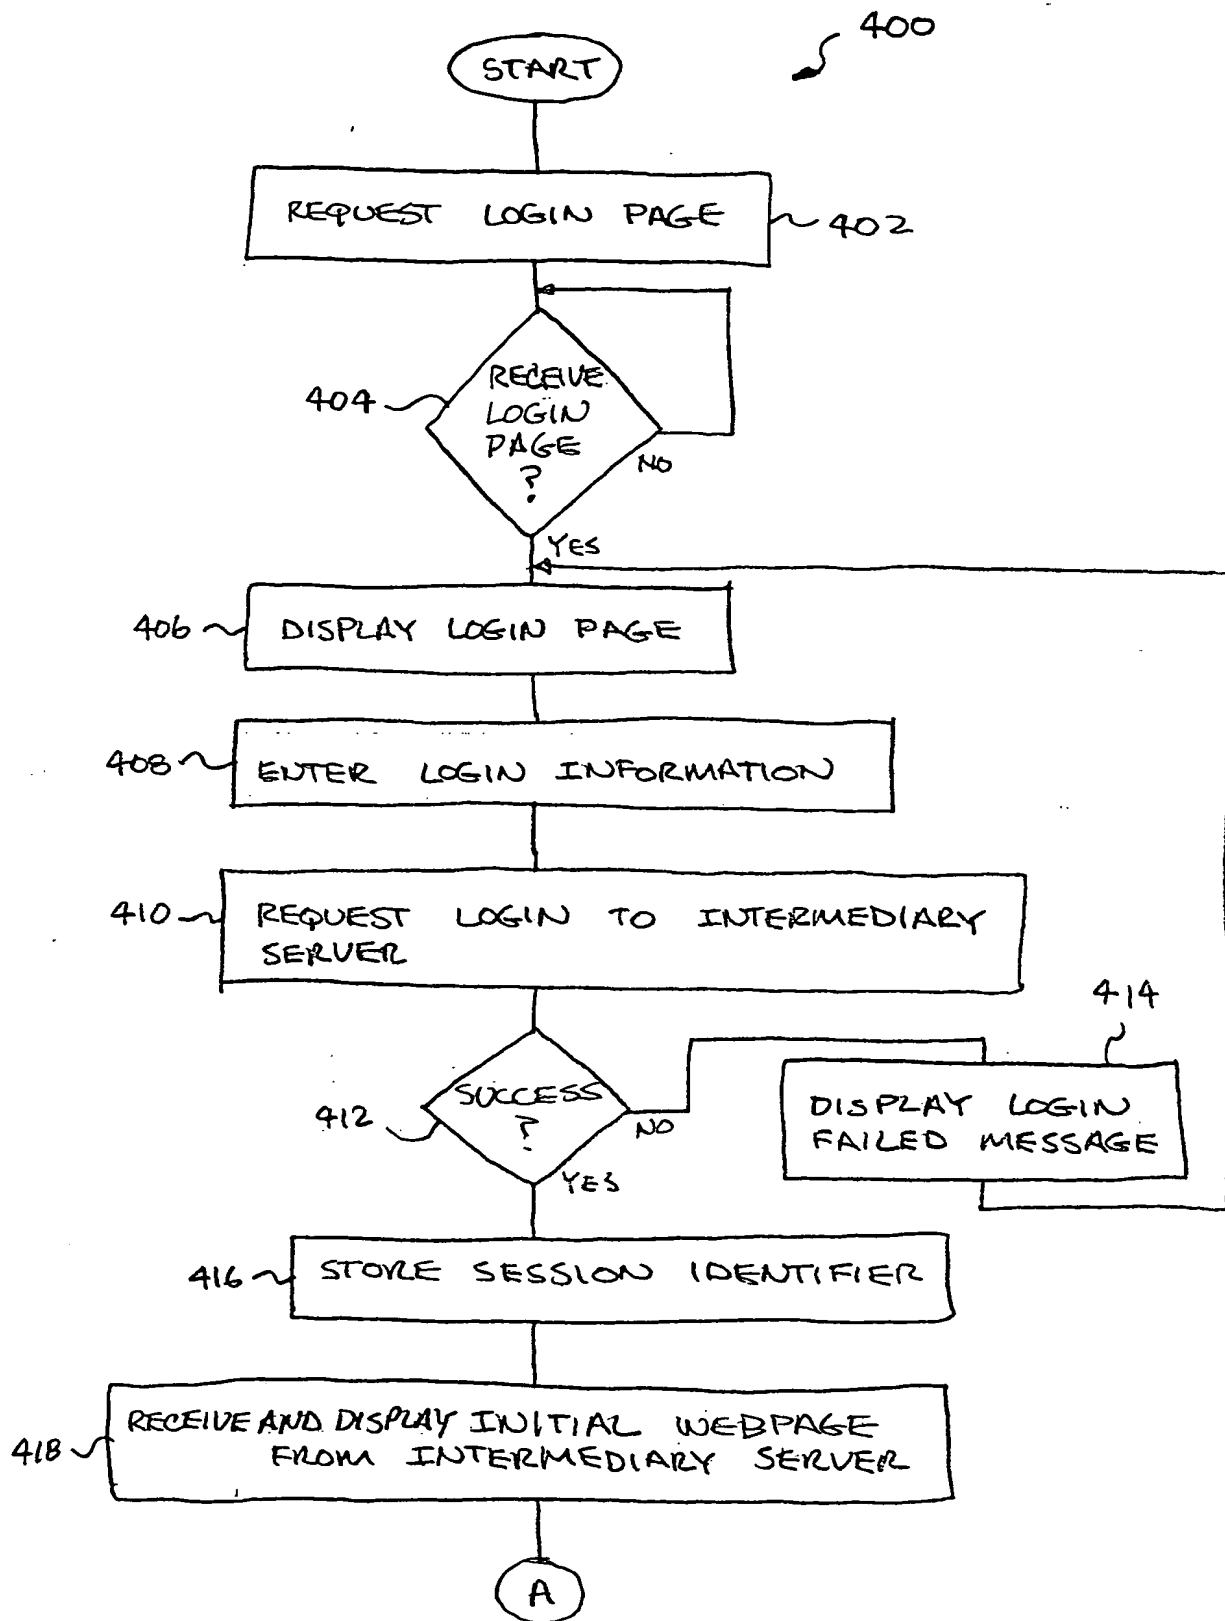 400
START
REQUEST LOGIN PAGE
402
RECEIVE
LOGIN
PAGE
?
404
NO
YES
406
DISPLAY LOGIN PAGE
408
ENTER LOGIN INFORMATION
410
REQUEST LOGIN TO INTERMEDIARY
SERVER
414
SUCCESS
?
412
NO
DISPLAY LOGIN
FAILED MESSAGE
YES
416
STORE SESSION IDENTIFIER
RECEIVE AND DISPLAY INITIAL WEBPAGE
FROM INTERMEDIARY SERVER
418
A